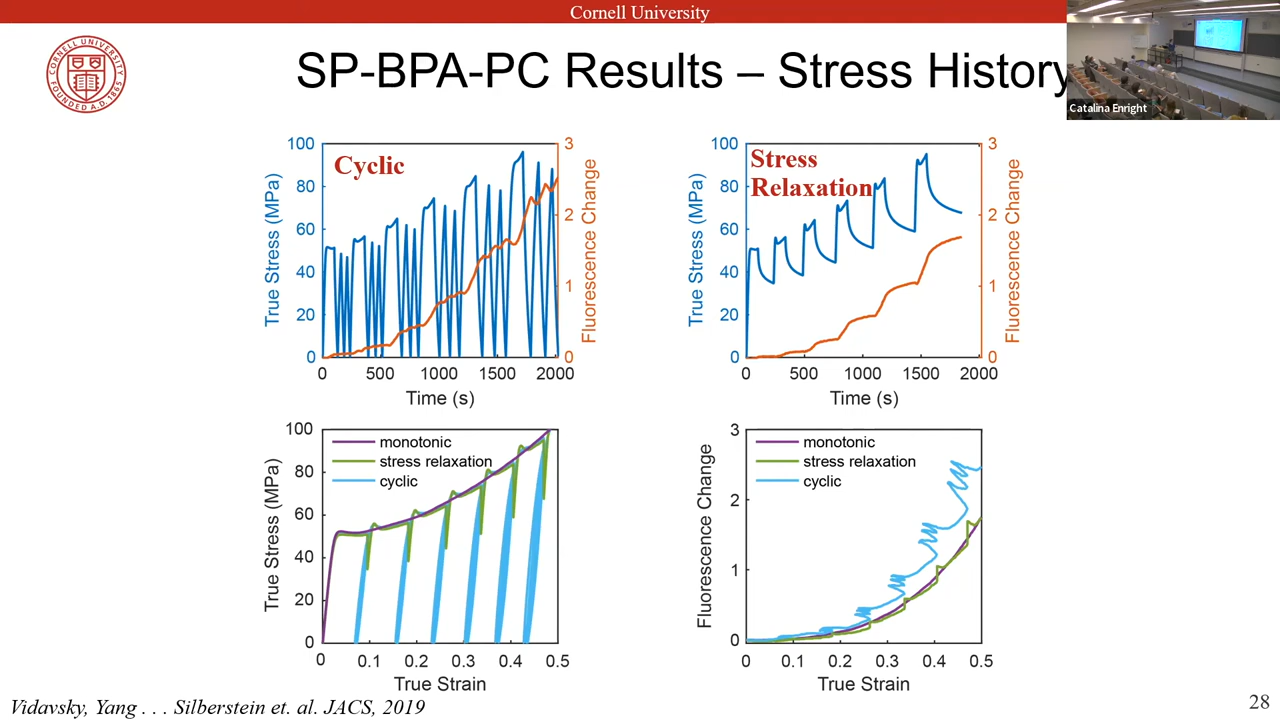 Cornell University
CORNELL UNIVERSITY
FOUNDED A.D. 1865
SP-BPA-PC Results – Stress History
Catalina Enright
Cyclic
100
80
60
40
20
0
True Stress (MPa)
3
2
1
0
Fluorescence Change
0 500 1000 1500 2000
Time (s)
Stress
Relaxation
100
80
60
40
20
0
True Stress (MPa)
3
2
1
0
Fluorescence Change
0 500 1000 1500 2000
Time (s)
monotonic
stress relaxation
cyclic
100
80
60
40
20
0
True Stress (MPa)
0 0.1 0.2 0.3 0.4 0.5
True Strain
monotonic
stress relaxation
cyclic
3
2
1
0
Fluorescence Change
0 0.1 0.2 0.3 0.4 0.5
True Strain
Vidavsky, Yang . . . Silberstein et. al. JACS, 2019
28